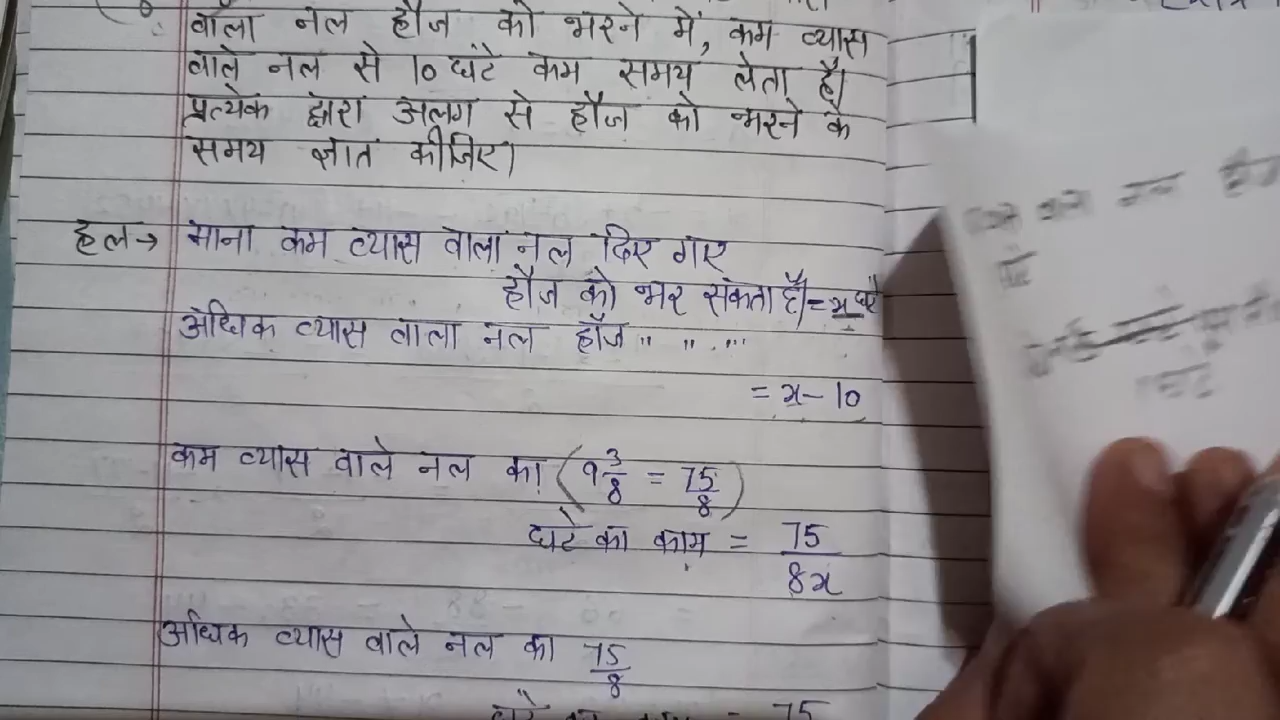 वाला नल हौज को भरने में, कम व्यास
वाले नल से 10 घंटे कम समय लेता है।
प्रत्येक द्वारा अलग से हौज को भरने के
समय ज्ञात कीजिए।
हल→ माना कम व्यास वाला नल दिए गए
हौज को भर सकता है।= x घंटे
अधिक व्यास वाला नल हौज " " "
= x - 10
कम व्यास वाले नल का (9 3/8 = 75/8)
घंटे का काम = 75/8x
अधिक व्यास वाले नल का 75/8
= 75